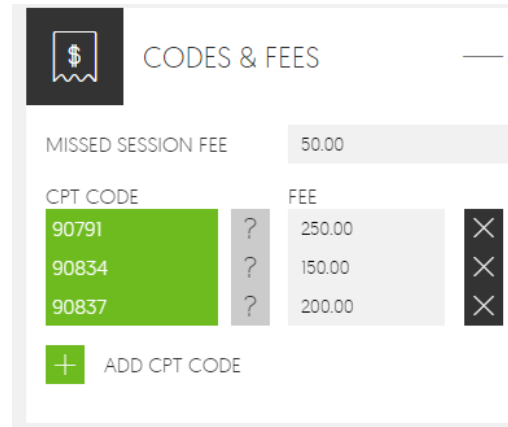 $ CODES & FEES
MISSED SESSION FEE 50.00
CPT CODE FEE
90791 ? 250.00
90834 ? 150.00
90837 ? 200.00
ADD CPT CODE